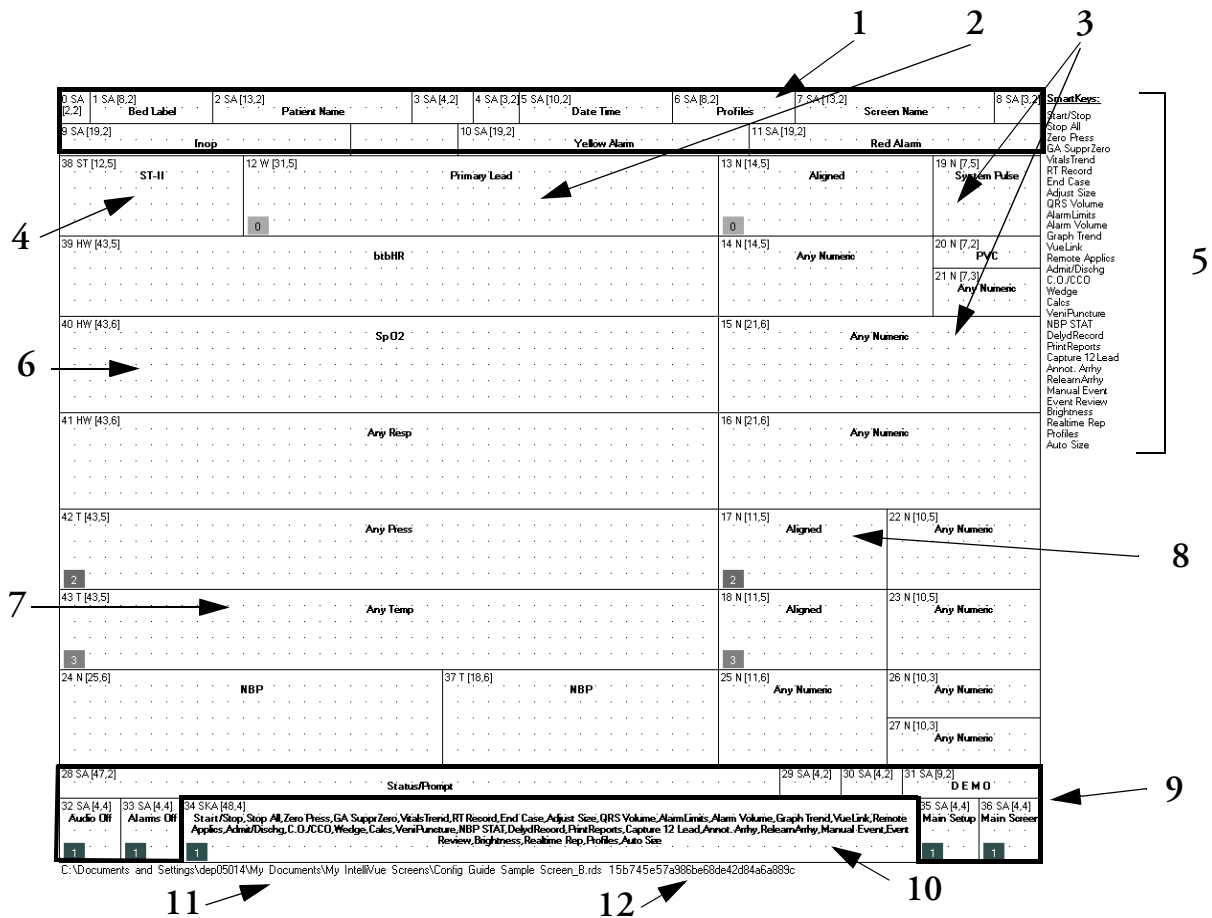 1 2 3
0 SA [2,2] 1 SA [8,2] 2 SA [13,2] 3 SA [4,2] 4 SA [3,2] 5 SA [10,2] 6 SA [8,2] 7 SA [13,2] 8 SA [3,2]
Bed Label Patient Name Date Time Profiles Screen Name
9 SA [19,2] 10 SA [19,2] 11 SA [19,2]
Inop Yellow Alarm Red Alarm
38 ST [12,5] 12 W [31,5] 13 N [14,5] 19 N [7,5]
ST-II Primary Lead Aligned System Pulse
4
0 0
39 HW [43,5] 14 N [14,5] 20 N [7,2]
btbHR Any Numeric PVC
21 N [7,3]
Any Numeric
40 HW [43,6] 15 N [21,6]
SpO2 Any Numeric
6
41 HW [43,6] 16 N [21,6]
Any Resp Any Numeric
42 T [43,5] 17 N [11,5] 22 N [10,5]
Any Press Aligned Any Numeric
8
2 2
43 T [43,5] 18 N [11,5] 23 N [10,5]
7
Any Temp Aligned Any Numeric
3 3
24 N [25,6] 37 T [18,6] 25 N [11,6] 26 N [10,3]
NBP NBP Any Numeric Any Numeric
27 N [10,3]
Any Numeric
28 SA [47,2] 29 SA [4,2] 30 SA [4,2] 31 SA [9,2]
Status/Prompt DEMO
9
32 SA [4,4] 33 SA [4,4] 34 SKA [48,4] 35 SA [4,4] 36 SA [4,4]
Audio Off Alarms Off Main Setup Main Screen
Start/Stop,Stop All,Zero Press,GA SupprZero,VitalsTrend,RT Record,End Case,Adjust Size,QRS Volume,AlarmLimits,Alarm Volume,Graph Trend,VueLink,Remote
Applics,Admit/Dischg,C.O./CCO,Wedge,Calcs,VeniPuncture,NBP STAT,DelydRecord,PrintReports,Capture 12 Lead,Annot. Arrhy,RelearnArrhy,Manual Event,Event
Review,Brightness,Realtime Rep,Profiles,Auto Size
1 1 1 1 1
C:\Documents and Settings\dep05014\My Documents\My IntelliVue Screens\Config Guide Sample Screen_B.rds 15b745e57a986be68de42d84a6a889c
11 12 10
SmartKeys:
Start/Stop
Stop All
Zero Press
GA SupprZero
VitalsTrend
RT Record
End Case
Adjust Size
QRS Volume
AlarmLimits
Alarm Volume
Graph Trend
VueLink
Remote Applics
Admit/Dischg
C.O./CCO
Wedge
Calcs
VeniPuncture
NBP STAT
DelydRecord
PrintReports
Capture 12 Lead
Annot. Arrhy
RelearnArrhy
Manual Event
Event Review
Brightness
Realtime Rep
Profiles
Auto Size
5